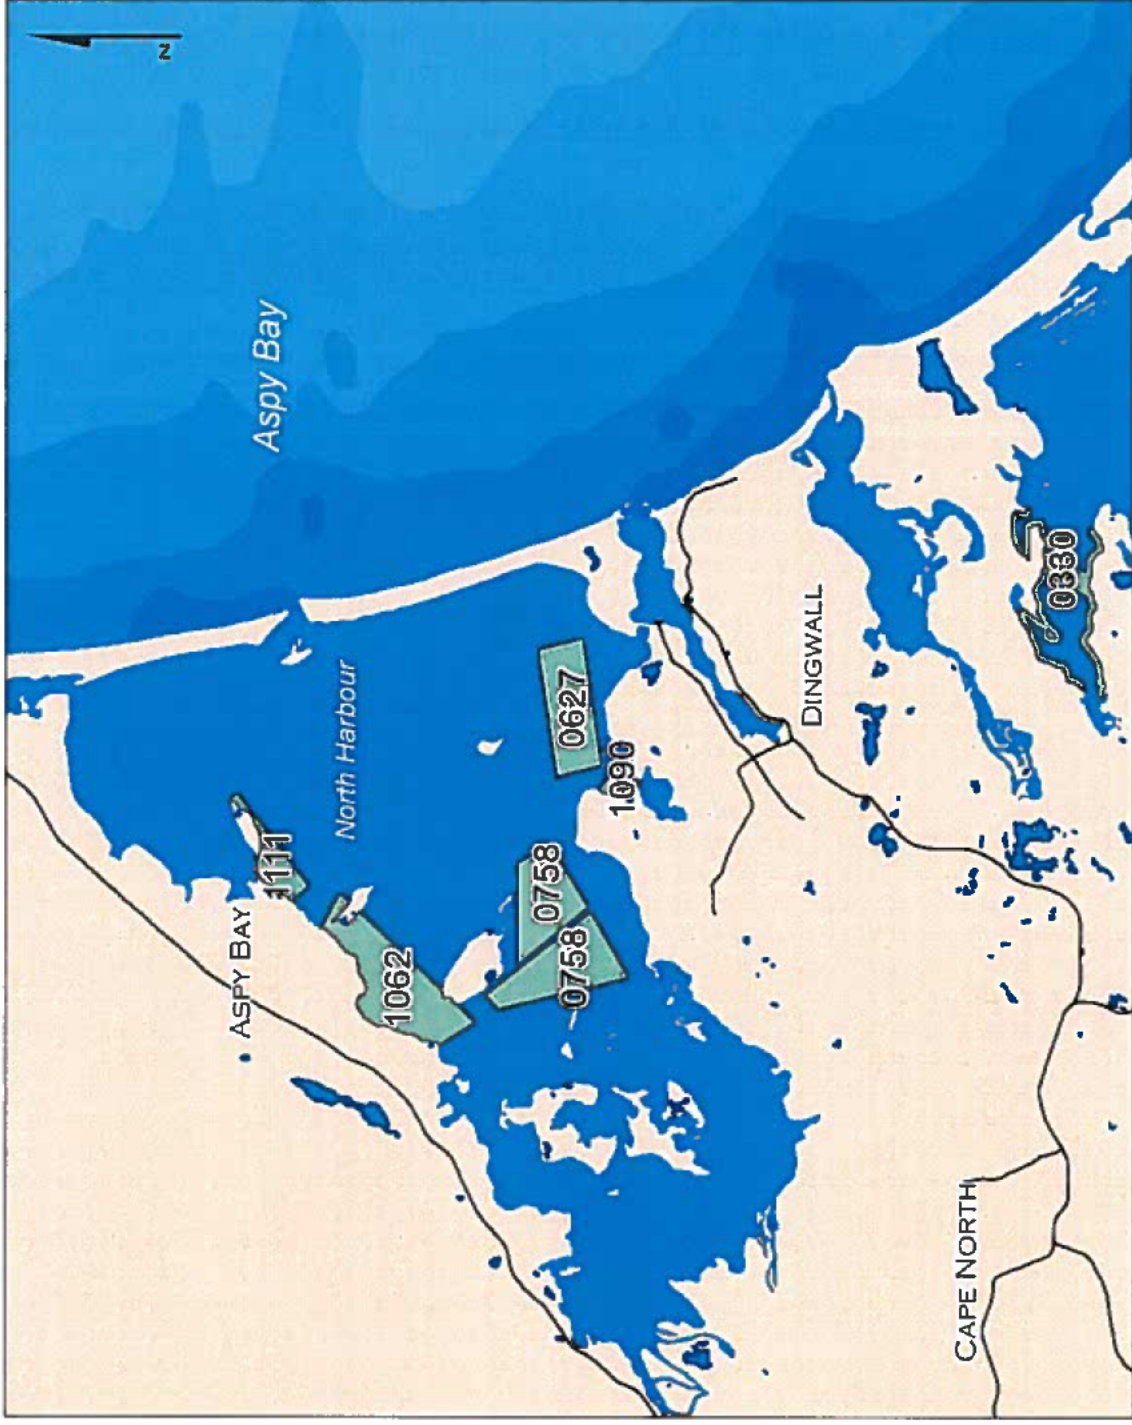 N
ASPY BAY
Aspy Bay
1111
North Harbour
1062
0758
0627
0758
1090
DINGWALL
CAPE NORTH
0330